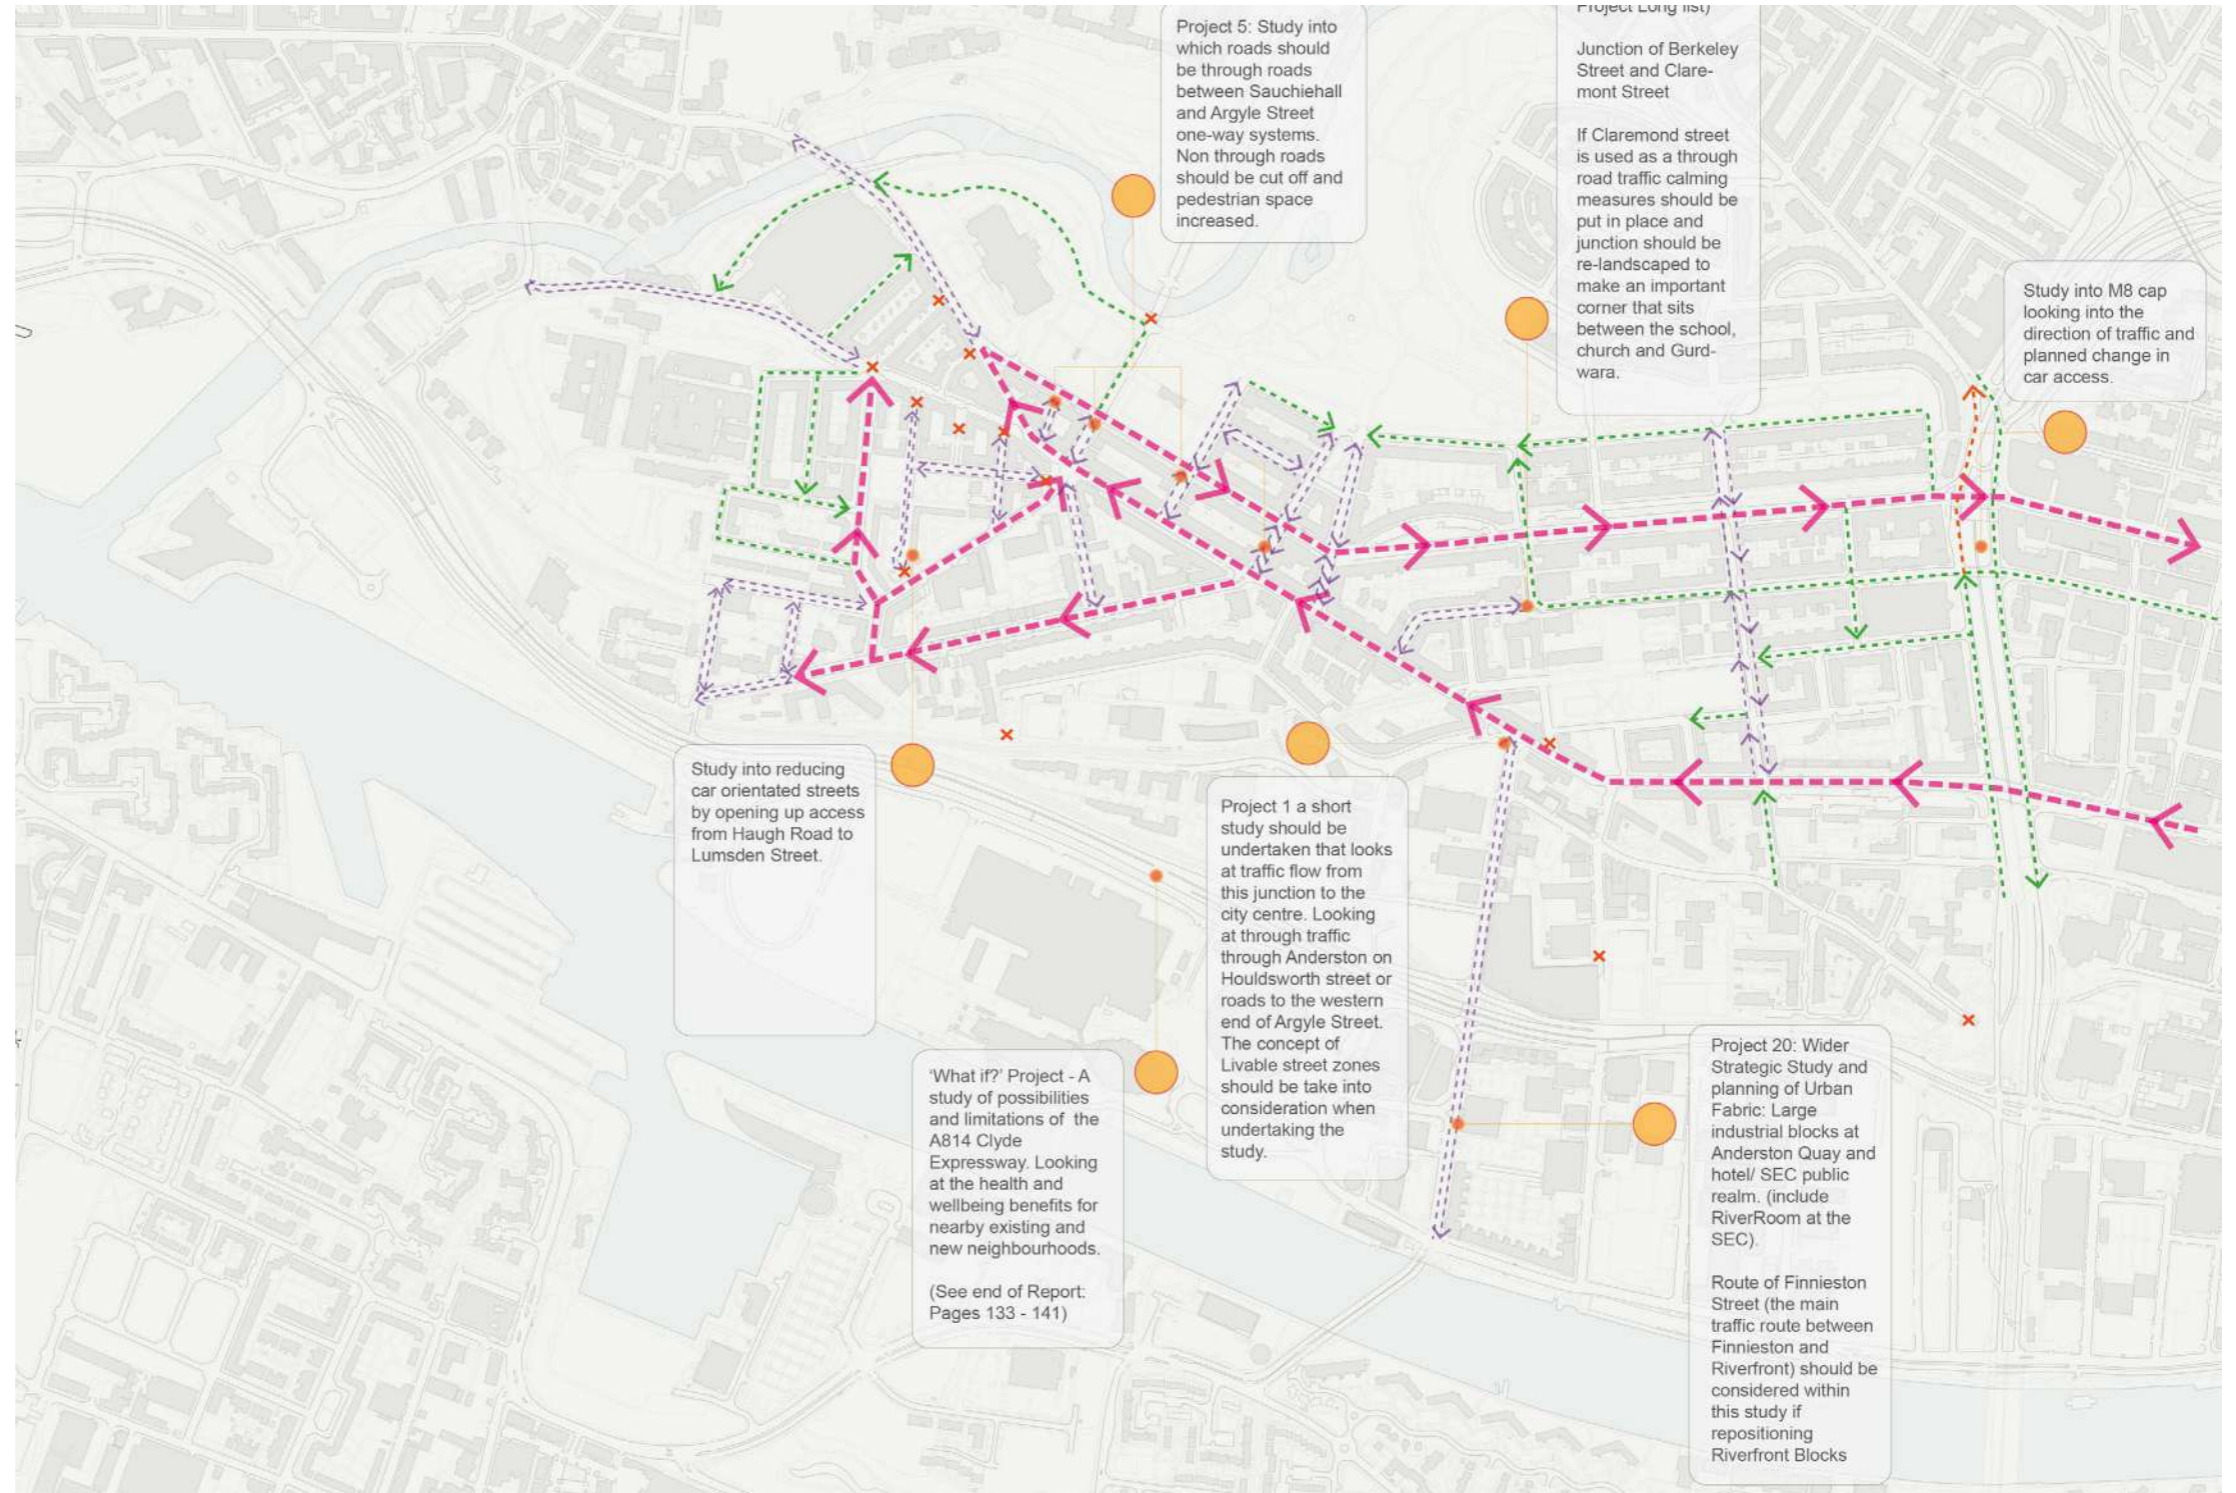 Project 5: Study into
which roads should
be through roads
between Sauchiehall
and Argyle Street
one-way systems.
Non through roads
should be cut off and
pedestrian space
increased.
Project Long list)
Junction of Berkeley
Street and Clare-
mont Street
If Claremond street
is used as a through
road traffic calming
measures should be
put in place and
junction should be
re-landscaped to
make an important
corner that sits
between the school,
church and Gurd-
wara.
Study into M8 cap
looking into the
direction of traffic and
planned change in
car access.
Study into reducing
car orientated streets
by opening up access
from Haugh Road to
Lumsden Street.
Project 1 a short
study should be
undertaken that looks
at traffic flow from
this junction to the
city centre. Looking
at through traffic
through Anderston on
Houldsworth street or
roads to the western
end of Argyle Street.
The concept of
Livable street zones
should be take into
consideration when
undertaking the
study.
'What if?' Project - A
study of possibilities
and limitations of the
A814 Clyde
Expressway. Looking
at the health and
wellbeing benefits for
nearby existing and
new neighbourhoods.
(See end of Report:
Pages 133 - 141)
Project 20: Wider
Strategic Study and
planning of Urban
Fabric: Large
industrial blocks at
Anderston Quay and
hotel/ SEC public
realm. (include
RiverRoom at the
SEC).
Route of Finnieston
Street (the main
traffic route between
Finnieston and
Riverfront) should be
considered within
this study if
repositioning
Riverfront Blocks